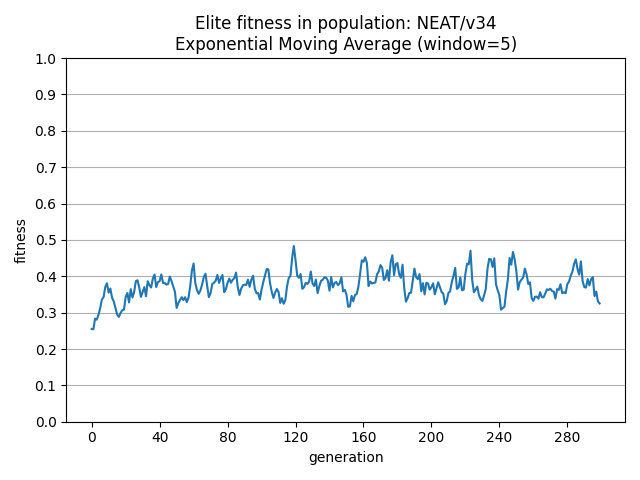 Elite fitness in population: NEAT/v34
Exponential Moving Average (window=5)
1.0
0.9
0.8
0.7
0.6
0.5
0.4
0.3
0.2
0.1
0.0
fitness
0 40 80 120 160 200 240 280
generation